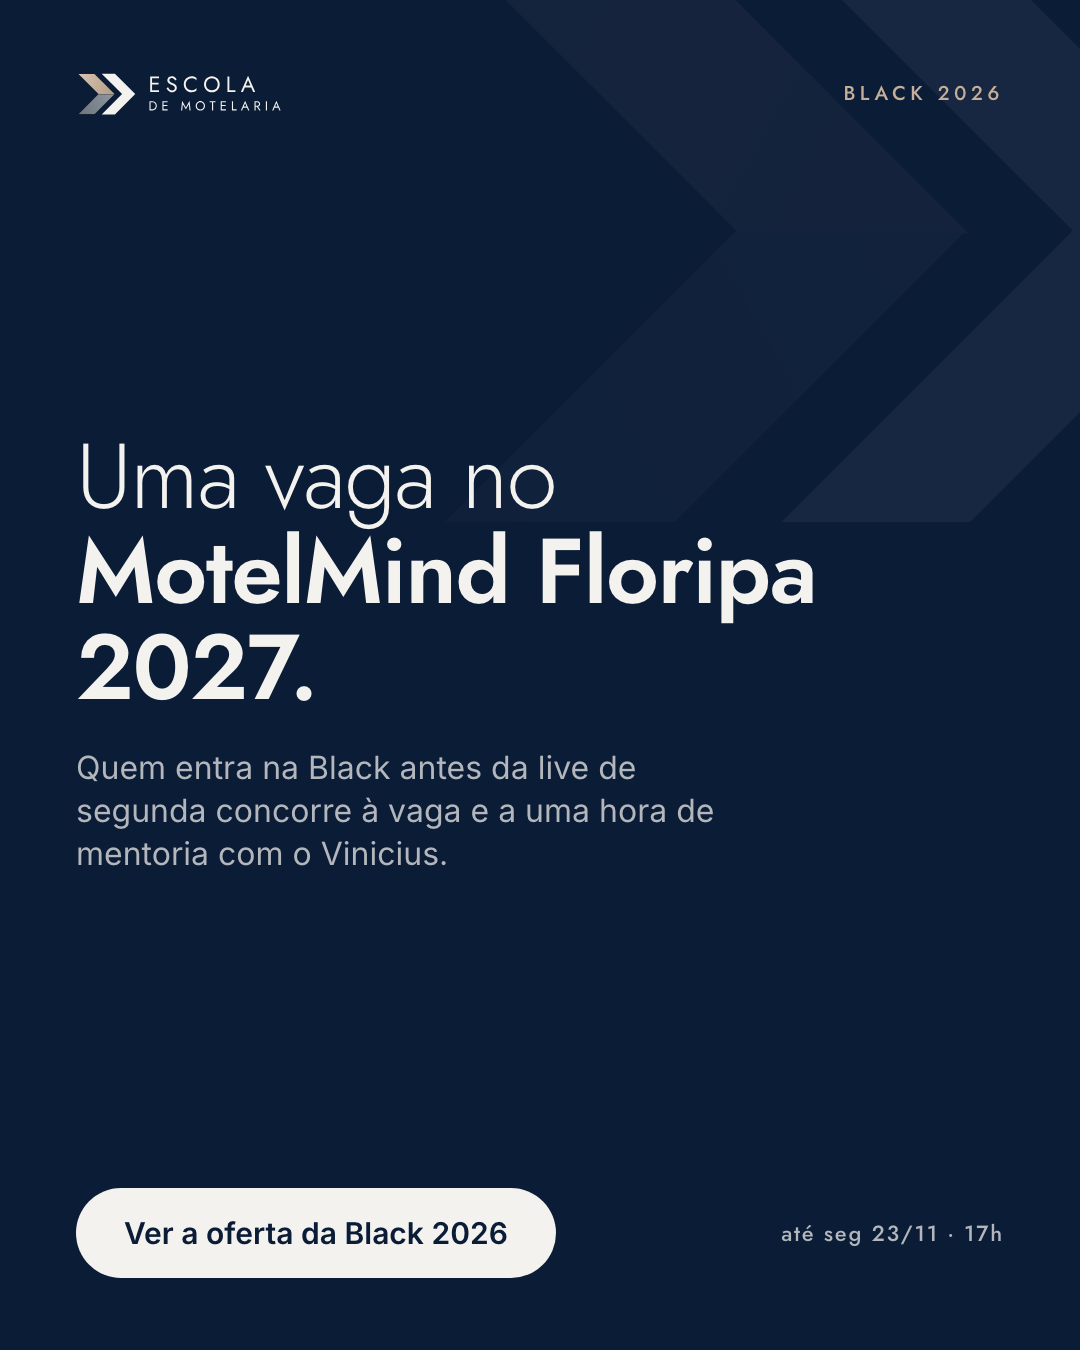 ESCOLA
DE MOTELARIA
BLACK 2026
Uma vaga no
MotelMind Floripa
2027.
Quem entra na Black antes da live de
segunda concorre à vaga e a uma hora de
mentoria com o Vinicius.
Ver a oferta da Black 2026
até seg 23/11 · 17h